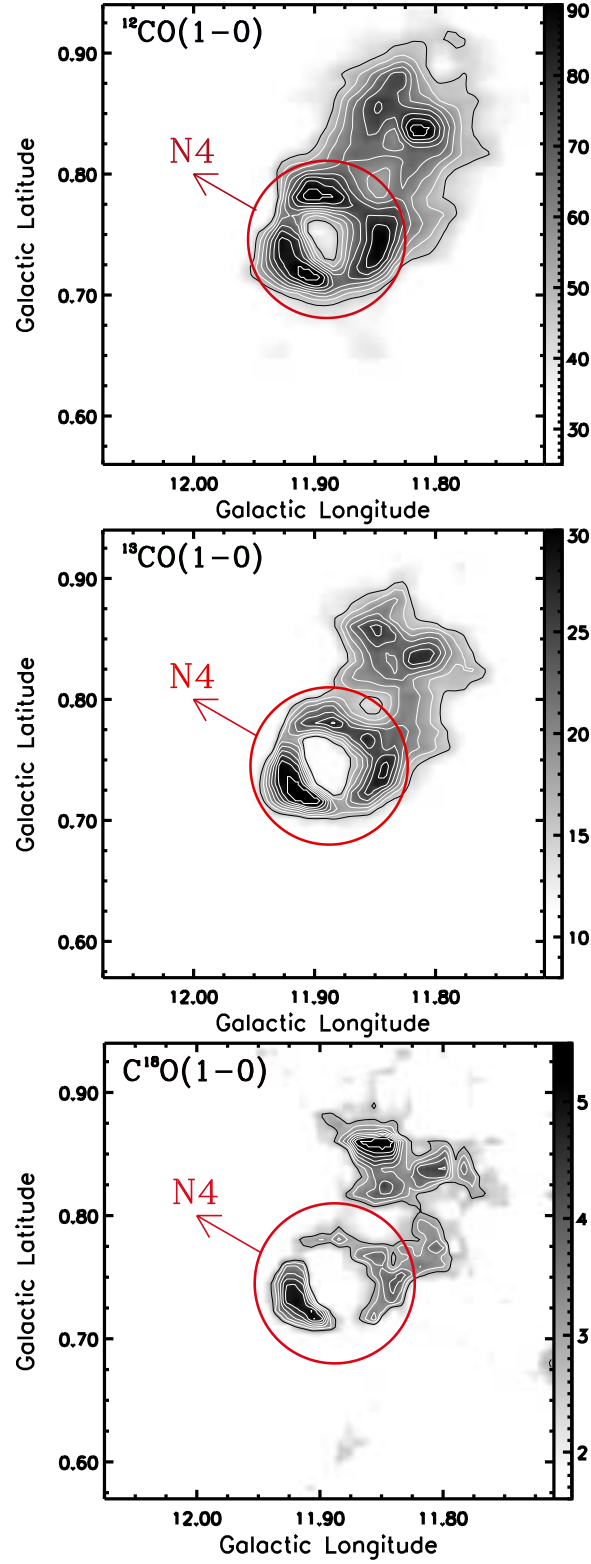 ¹²CO(1−0)
N4
0.90
0.80
0.70
0.60
Galactic Latitude
12.00 11.90 11.80
Galactic Longitude
90
80
70
60
50
40
30
¹³CO(1−0)
N4
0.90
0.80
0.70
0.60
Galactic Latitude
12.00 11.90 11.80
Galactic Longitude
30
25
20
15
10
C¹⁸O(1−0)
N4
0.90
0.80
0.70
0.60
Galactic Latitude
12.00 11.90 11.80
Galactic Longitude
5
4
3
2